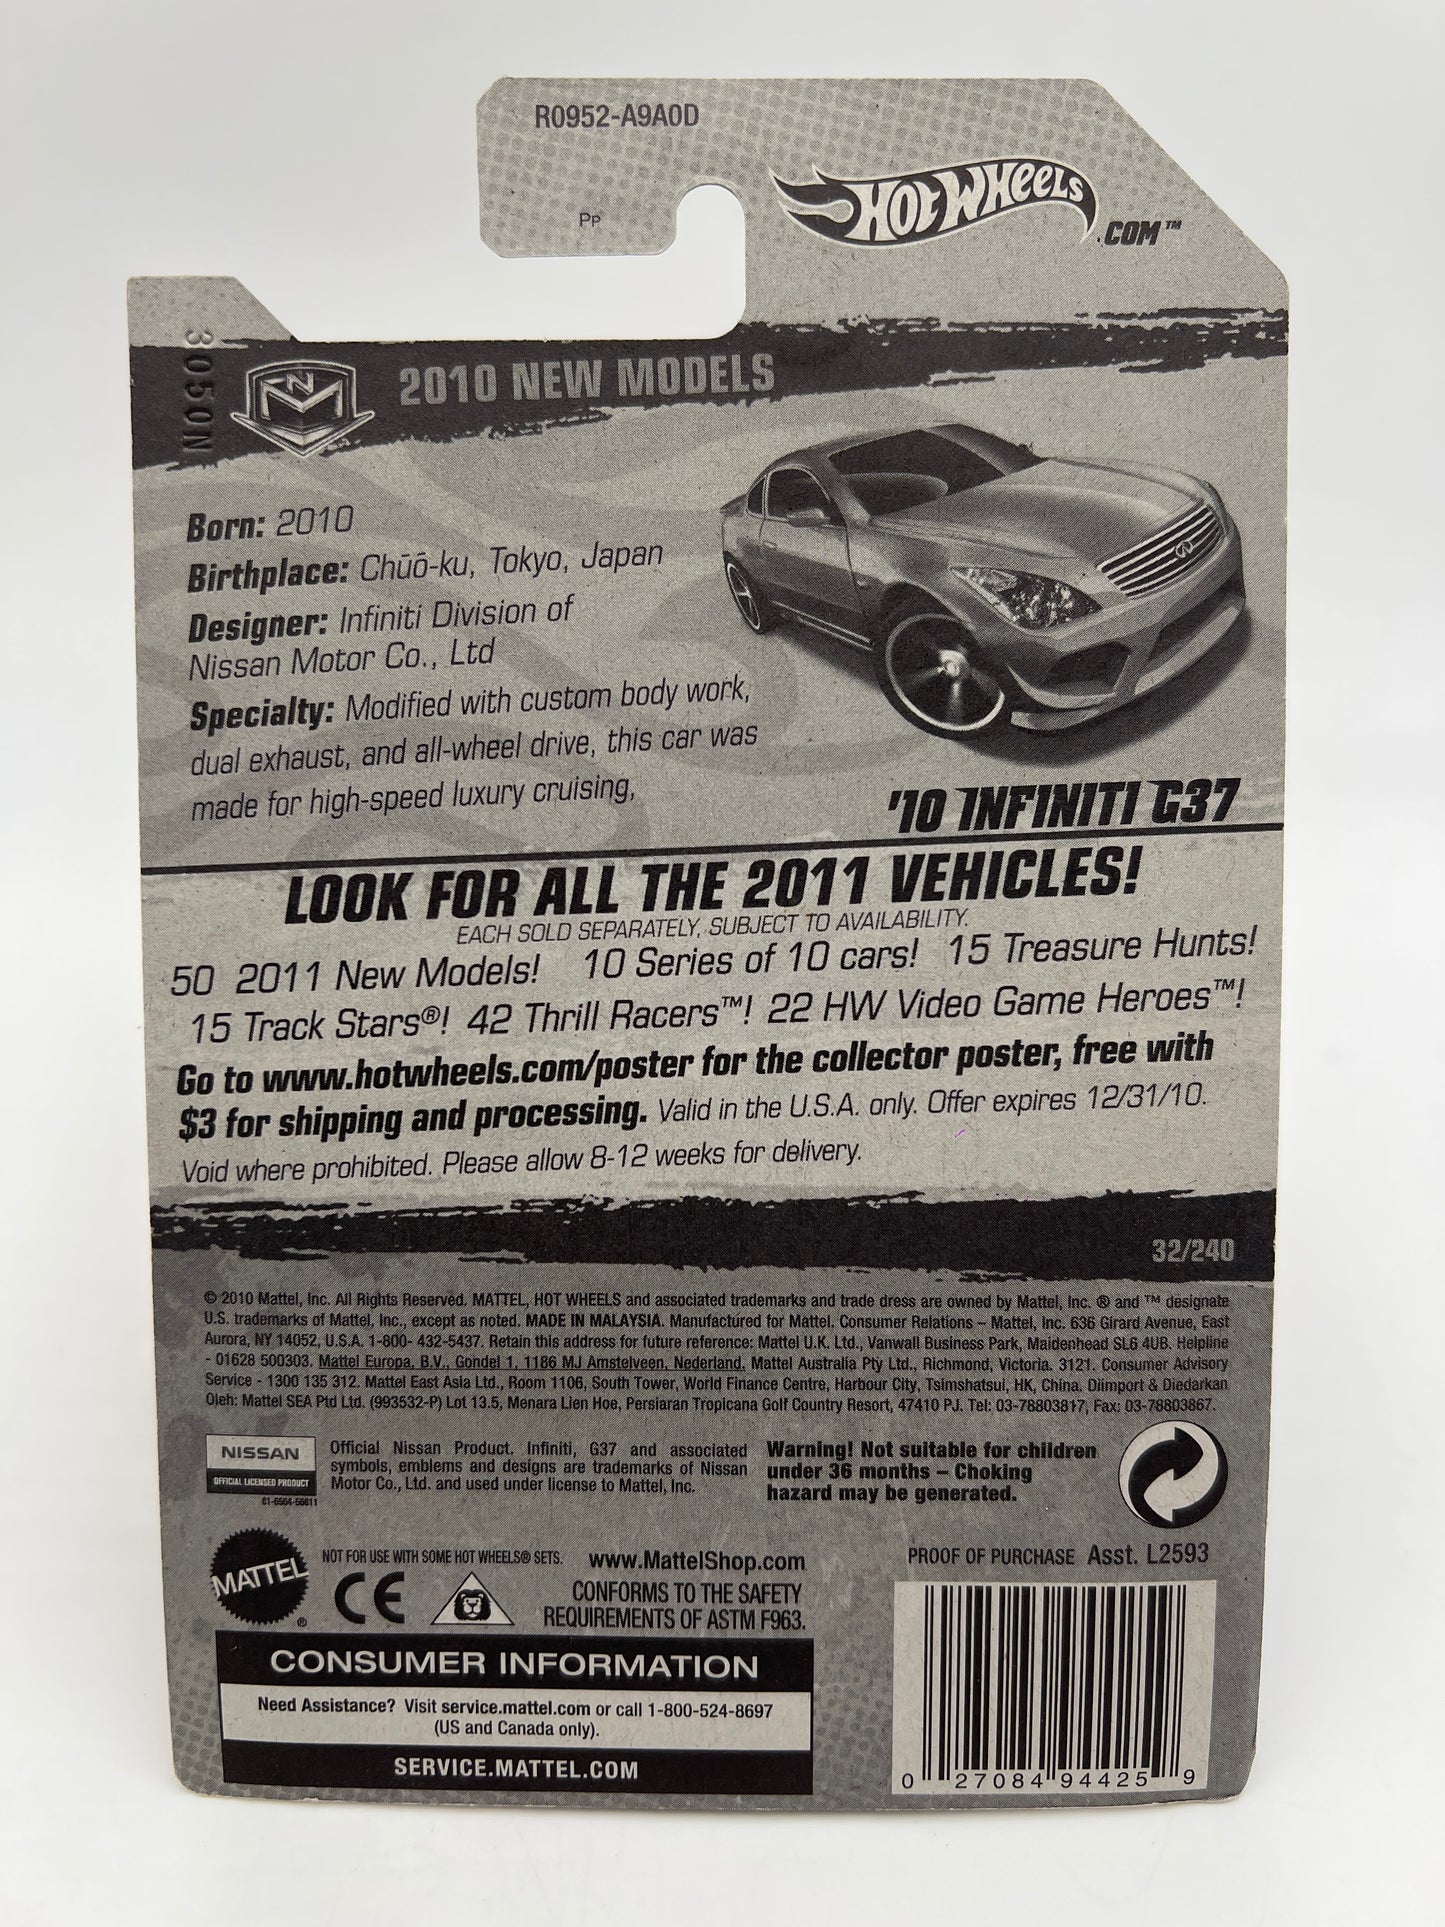 R0952-A9A0D
Pp
HOT WHEELS
.COM™
3050N
NM
2010 NEW MODELS
Born: 2010
Birthplace: Chūō-ku, Tokyo, Japan
Designer: Infiniti Division of
Nissan Motor Co., Ltd
Specialty: Modified with custom body work,
dual exhaust, and all-wheel drive, this car was
made for high-speed luxury cruising,
'10 INFINITI G37
LOOK FOR ALL THE 2011 VEHICLES!
EACH SOLD SEPARATELY, SUBJECT TO AVAILABILITY.
50 2011 New Models! 10 Series of 10 cars! 15 Treasure Hunts!
15 Track Stars®! 42 Thrill Racers™! 22 HW Video Game Heroes™!
Go to www.hotwheels.com/poster for the collector poster, free with
$3 for shipping and processing. Valid in the U.S.A. only. Offer expires 12/31/10.
Void where prohibited. Please allow 8-12 weeks for delivery.
32/240
© 2010 Mattel, Inc. All Rights Reserved. MATTEL, HOT WHEELS and associated trademarks and trade dress are owned by Mattel, Inc. ® and ™ designate
U.S. trademarks of Mattel, Inc., except as noted. MADE IN MALAYSIA. Manufactured for Mattel. Consumer Relations – Mattel, Inc. 636 Girard Avenue, East
Aurora, NY 14052, U.S.A. 1-800- 432-5437. Retain this address for future reference: Mattel U.K. Ltd., Vanwall Business Park, Maidenhead SL6 4UB. Helpline
- 01628 500303. Mattel Europa, B.V., Gondel 1, 1186 MJ Amstelveen, Nederland. Mattel Australia Pty Ltd., Richmond, Victoria. 3121. Consumer Advisory
Service - 1300 135 312. Mattel East Asia Ltd., Room 1106, South Tower, World Finance Centre, Harbour City, Tsimshatsui, HK, China. Diimport & Diedarkan
Oleh: Mattel SEA Ptd Ltd. (993532-P) Lot 13.5, Menara Lien Hoe, Persiaran Tropicana Golf Country Resort, 47410 PJ. Tel: 03-78803817, Fax: 03-78803867.
NISSAN
OFFICIAL LICENSED PRODUCT
01-6504-56611
Official Nissan Product. Infiniti, G37 and associated
symbols, emblems and designs are trademarks of Nissan
Motor Co., Ltd. and used under license to Mattel, Inc.
Warning! Not suitable for children
under 36 months – Choking
hazard may be generated.
MATTEL®
NOT FOR USE WITH SOME HOT WHEELS® SETS.
CE
www.MattelShop.com
CONFORMS TO THE SAFETY
REQUIREMENTS OF ASTM F963.
PROOF OF PURCHASE Asst. L2593
CONSUMER INFORMATION
Need Assistance? Visit service.mattel.com or call 1-800-524-8697
(US and Canada only).
SERVICE.MATTEL.COM
0 27084 94425 9